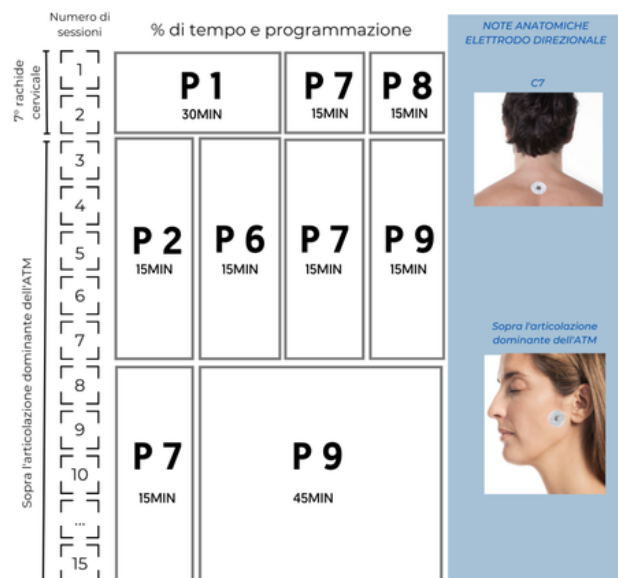 Numero di
sessioni
% di tempo e programmazione
NOTE ANATOMICHE
ELETTRODO DIREZIONALE
7° rachide
cervicale
1
2
P 1
30MIN
P 7
15MIN
P 8
15MIN
C7
Sopra l'articolazione dominante dell'ATM
3
4
5
6
7
P 2
15MIN
P 6
15MIN
P 7
15MIN
P 9
15MIN
Sopra l'articolazione
dominante dell'ATM
8
9
10
...
15
P 7
15MIN
P 9
45MIN